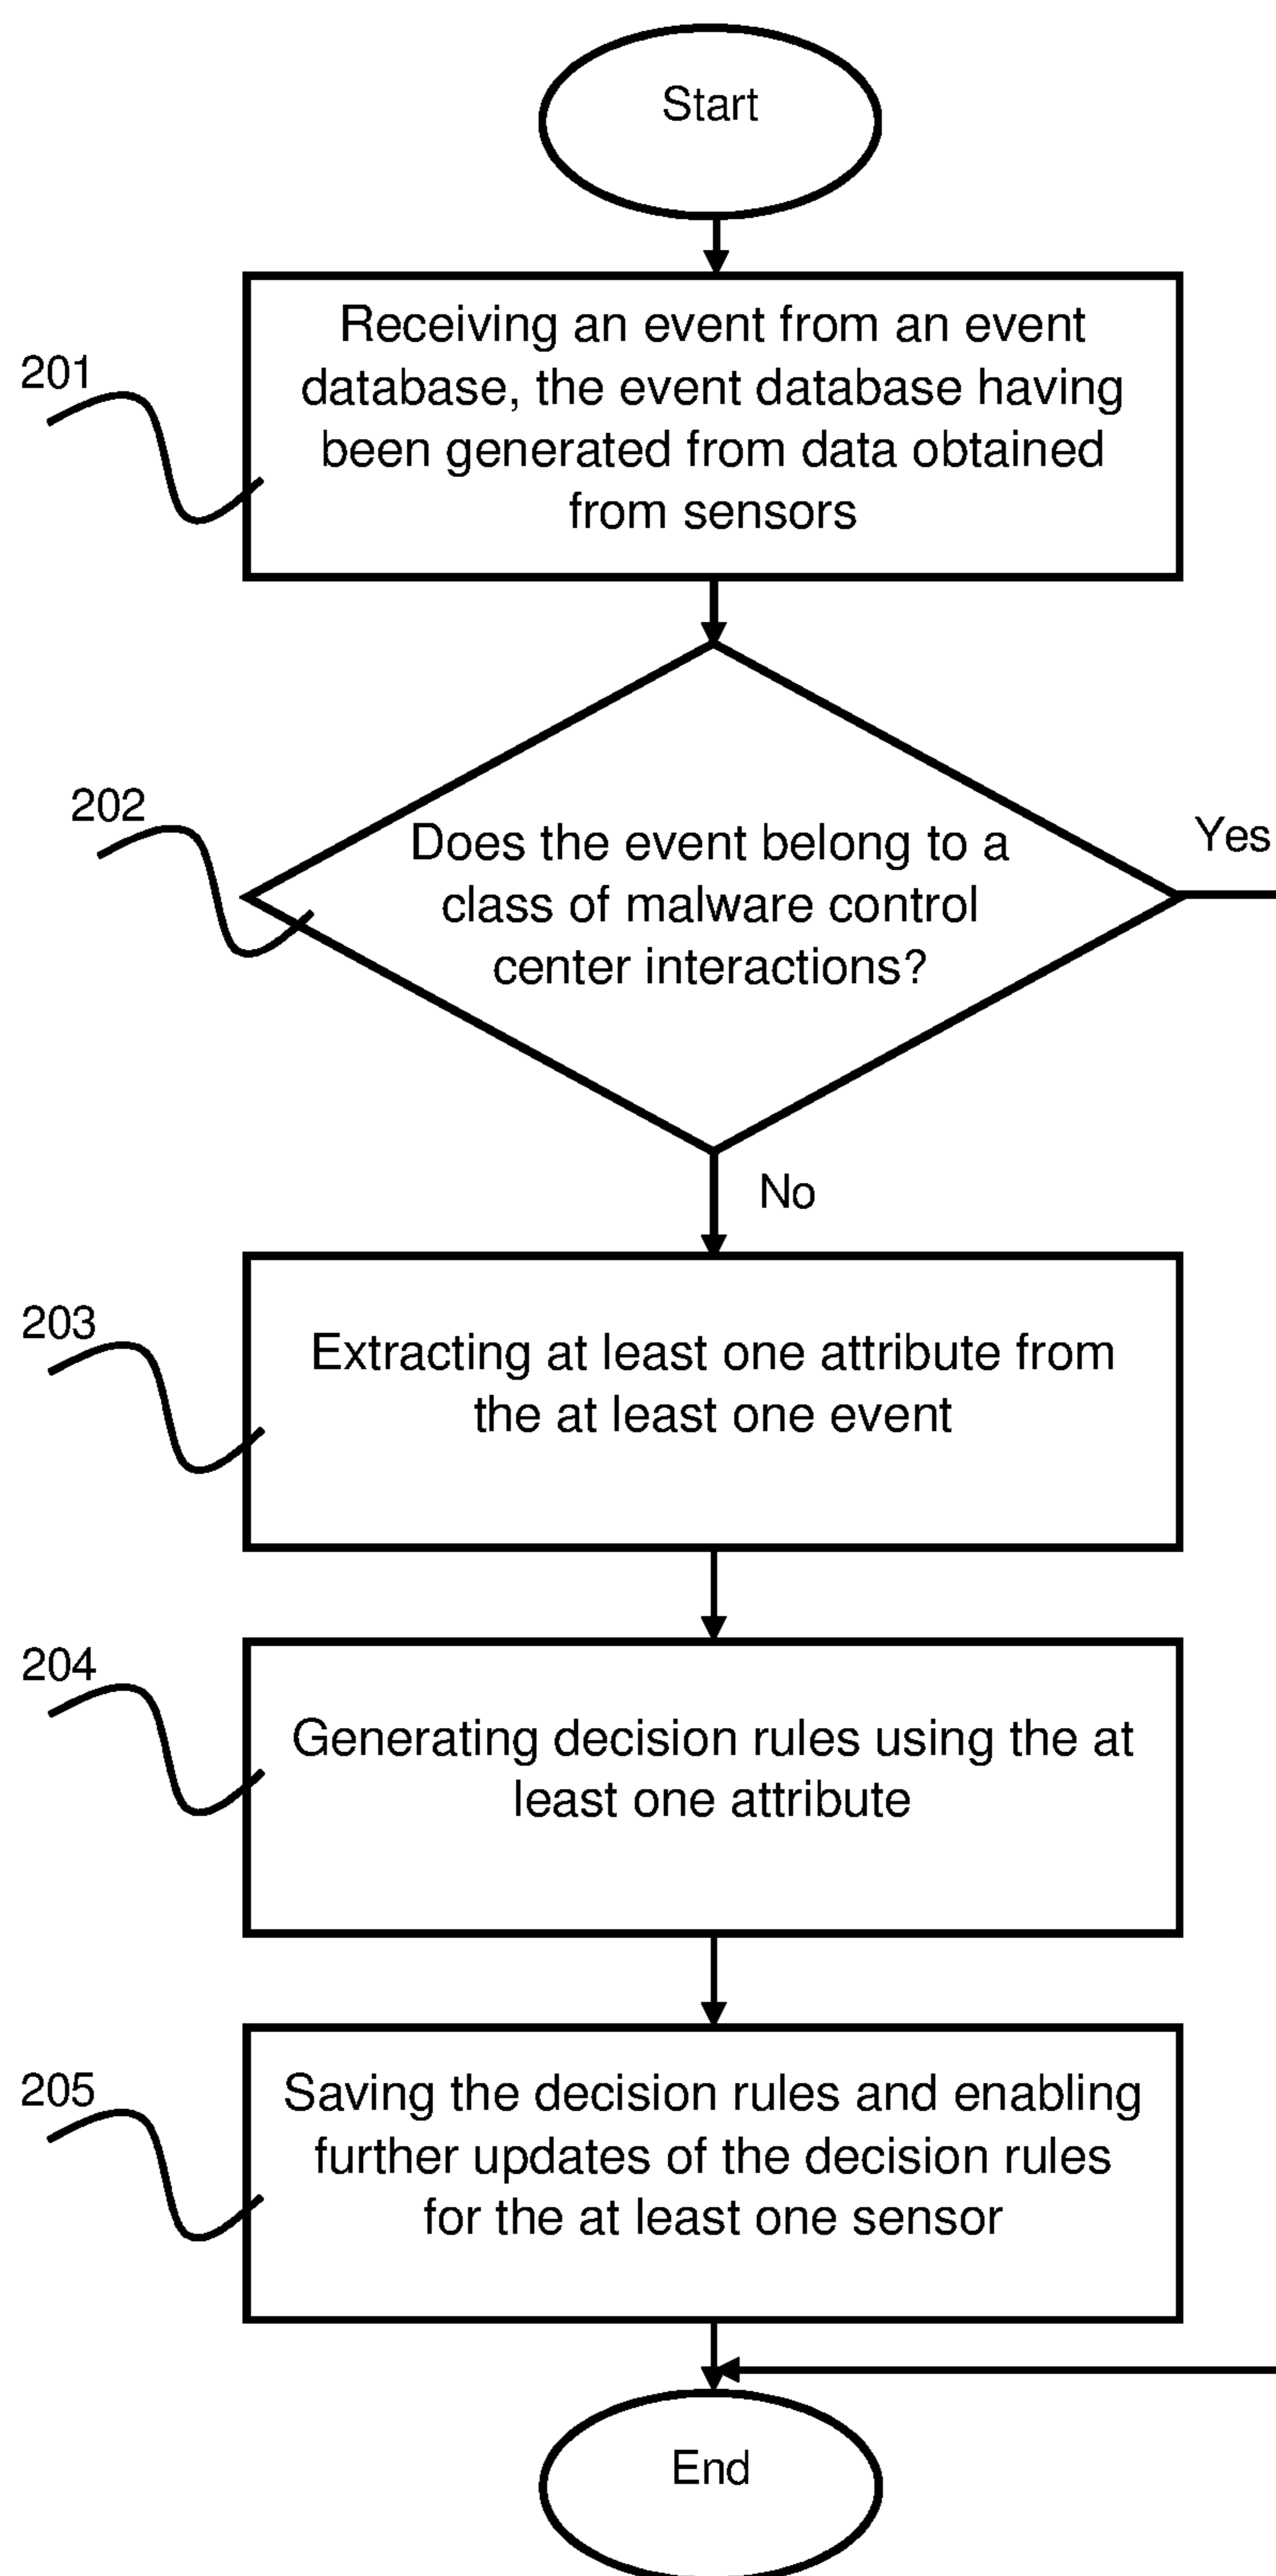 Start
201
Receiving an event from an event
database, the event database having
been generated from data obtained
from sensors
202
Does the event belong to a
class of malware control
center interactions?
Yes
No
203
Extracting at least one attribute from
the at least one event
204
Generating decision rules using the at
least one attribute
205
Saving the decision rules and enabling
further updates of the decision rules
for the at least one sensor
End